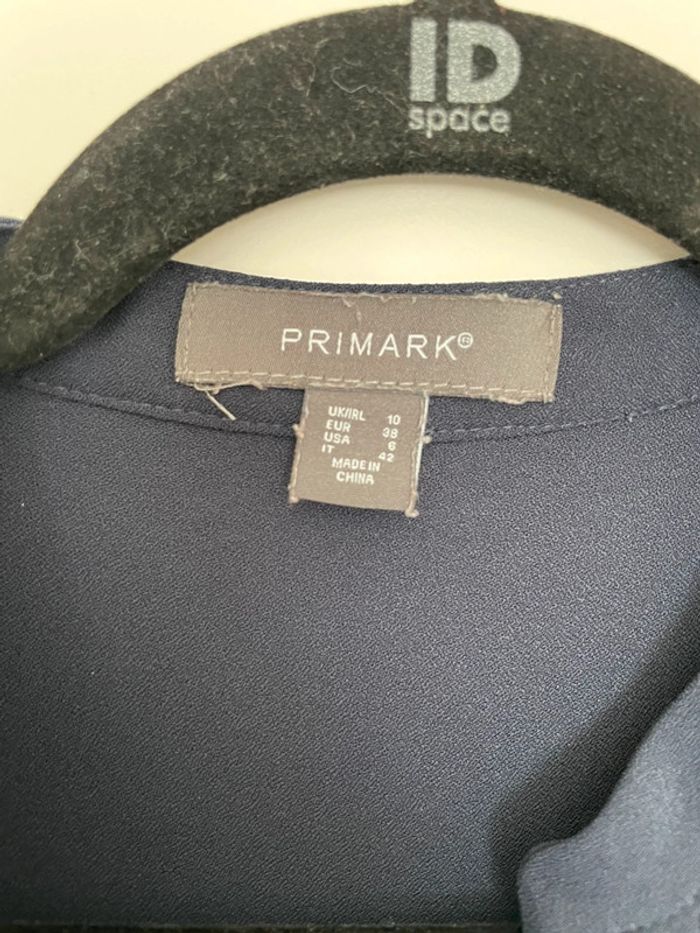 ID
space
PRIMARK®
UK/IRL 10
EUR 38
USA 6
IT 42
MADE IN
CHINA